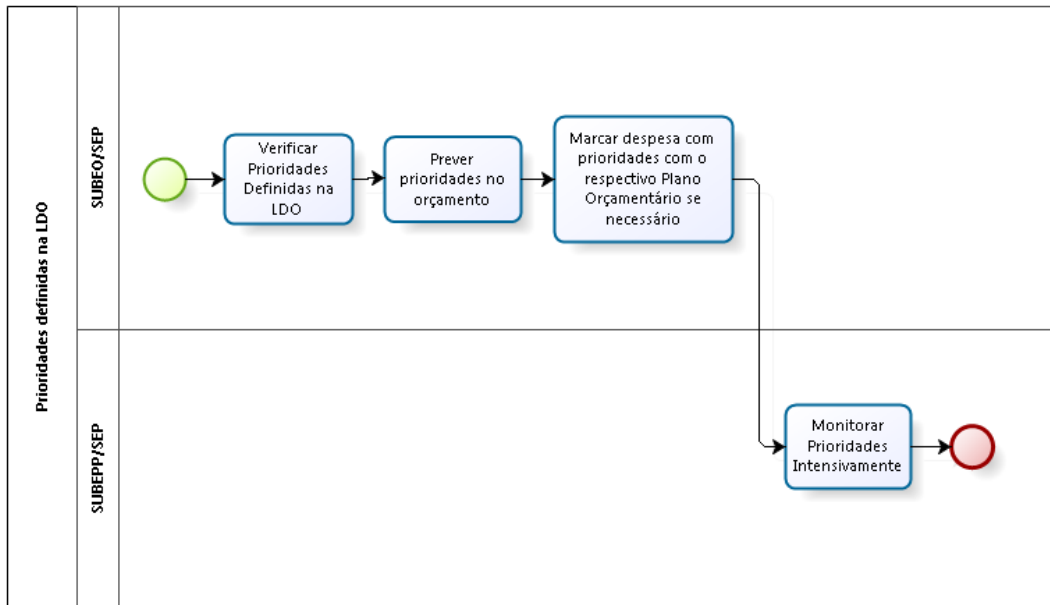 Prioridades definidas na LDO
SUBEO/SEP
Verificar
Prioridades
Definidas na
LDO
Prever
prioridades no
orçamento
Marcar despesa com
prioridades com o
respectivo Plano
Orçamentário se
necessário
SUBEPP/SEP
Monitorar
Prioridades
Intensivamente